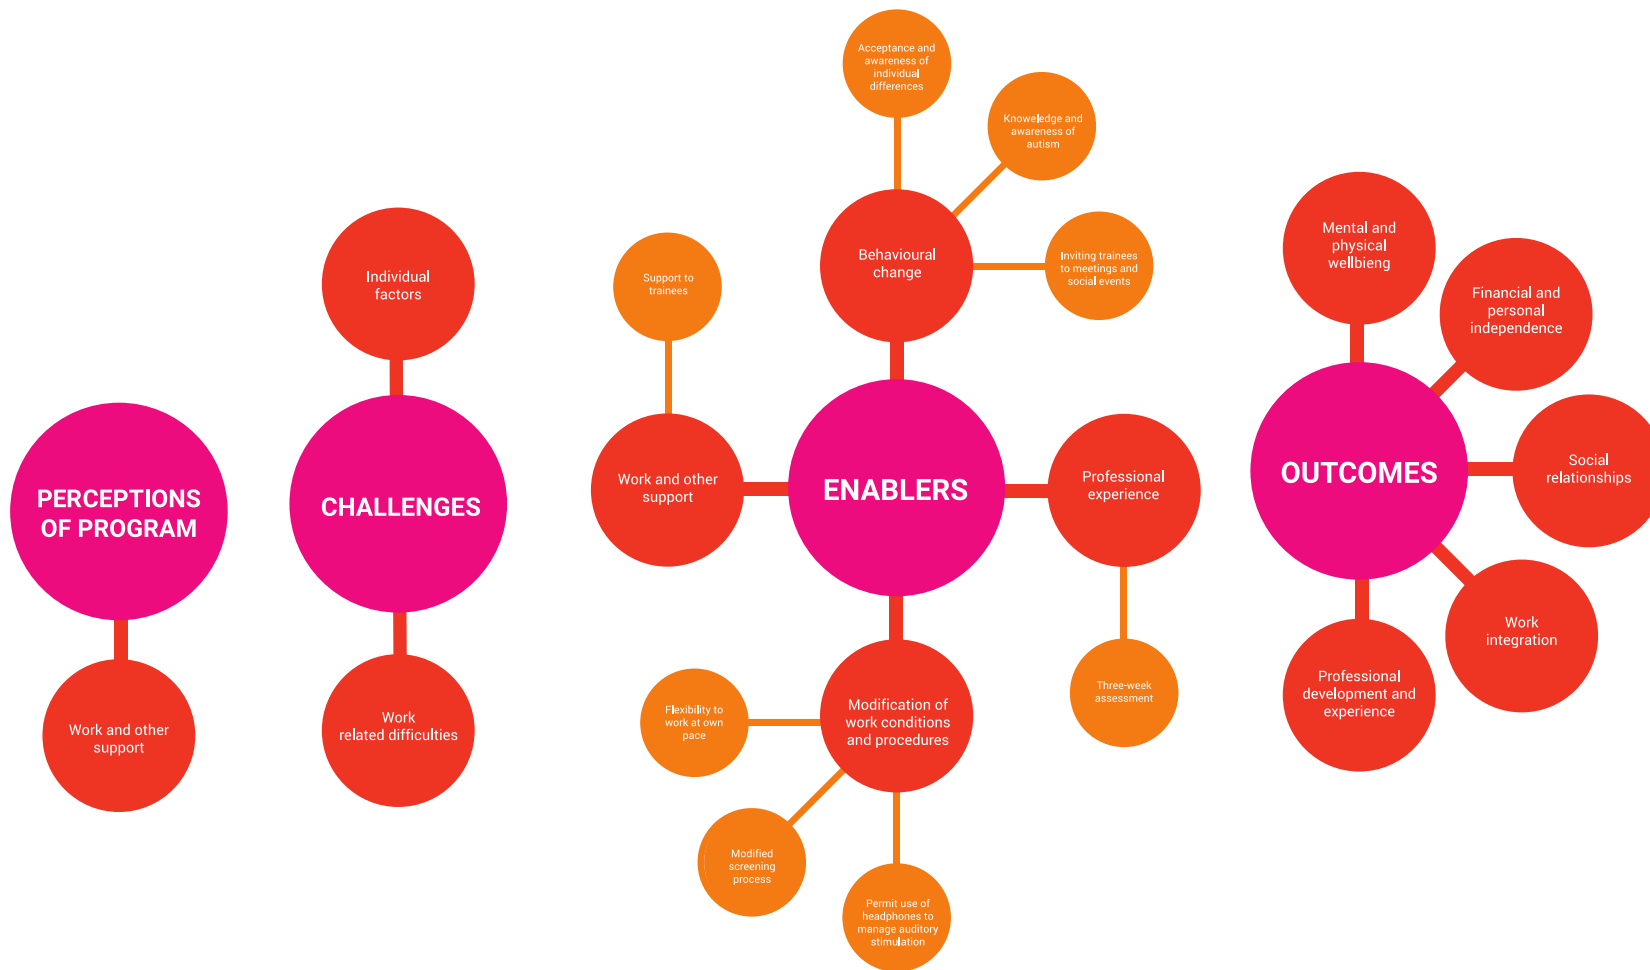 PERCEPTIONS
OF PROGRAM
Work and other
support
Individual
factors
CHALLENGES
Work
related difficulties
Acceptance and
awareness of
individual
differences
Knoweledge and
awareness of
autism
Inviting trainees
to meetings and
social events
Behavioural
change
Support to
trainees
Work and other
support
ENABLERS
Professional
experience
Three-week
assessment
Modification of
work conditions
and procedures
Flexibility to
work at own
pace
Modified
screening
process
Permit use of
headphones to
manage auditory
stimulation
Mental and
physical
wellbieng
Financial and
personal
independence
OUTCOMES
Social
relationships
Work
integration
Professional
development and
experience